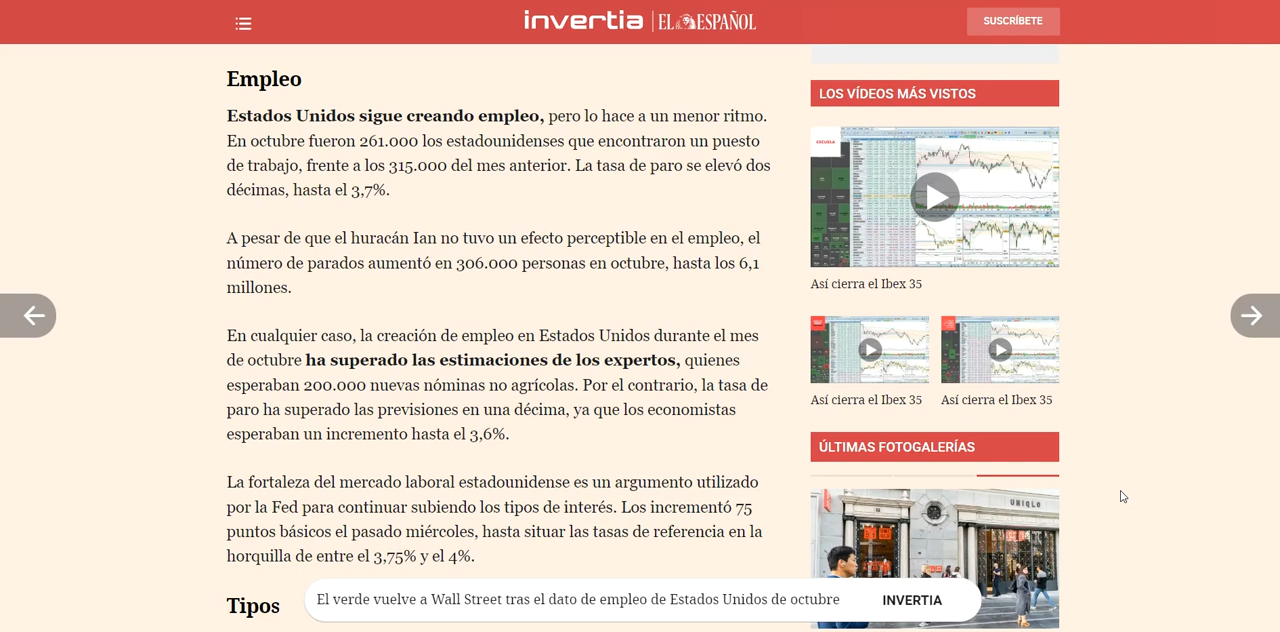 invertia EL ESPAÑOL
SUSCRÍBETE
Empleo
Estados Unidos sigue creando empleo, pero lo hace a un menor ritmo.
En octubre fueron 261.000 los estadounidenses que encontraron un puesto
de trabajo, frente a los 315.000 del mes anterior. La tasa de paro se elevó dos
décimas, hasta el 3,7%.
A pesar de que el huracán Ian no tuvo un efecto perceptible en el empleo, el
número de parados aumentó en 306.000 personas en octubre, hasta los 6,1
millones.
En cualquier caso, la creación de empleo en Estados Unidos durante el mes
de octubre ha superado las estimaciones de los expertos, quienes
esperaban 200.000 nuevas nóminas no agrícolas. Por el contrario, la tasa de
paro ha superado las previsiones en una décima, ya que los economistas
esperaban un incremento hasta el 3,6%.
La fortaleza del mercado laboral estadounidense es un argumento utilizado
por la Fed para continuar subiendo los tipos de interés. Los incrementó 75
puntos básicos el pasado miércoles, hasta situar las tasas de referencia en la
horquilla de entre el 3,75% y el 4%.
Tipos
El verde vuelve a Wall Street tras el dato de empleo de Estados Unidos de octubre
INVERTIA
LOS VÍDEOS MÁS VISTOS
Así cierra el Ibex 35
Así cierra el Ibex 35
Así cierra el Ibex 35
ÚLTIMAS FOTOGALERÍAS
UNIQLO